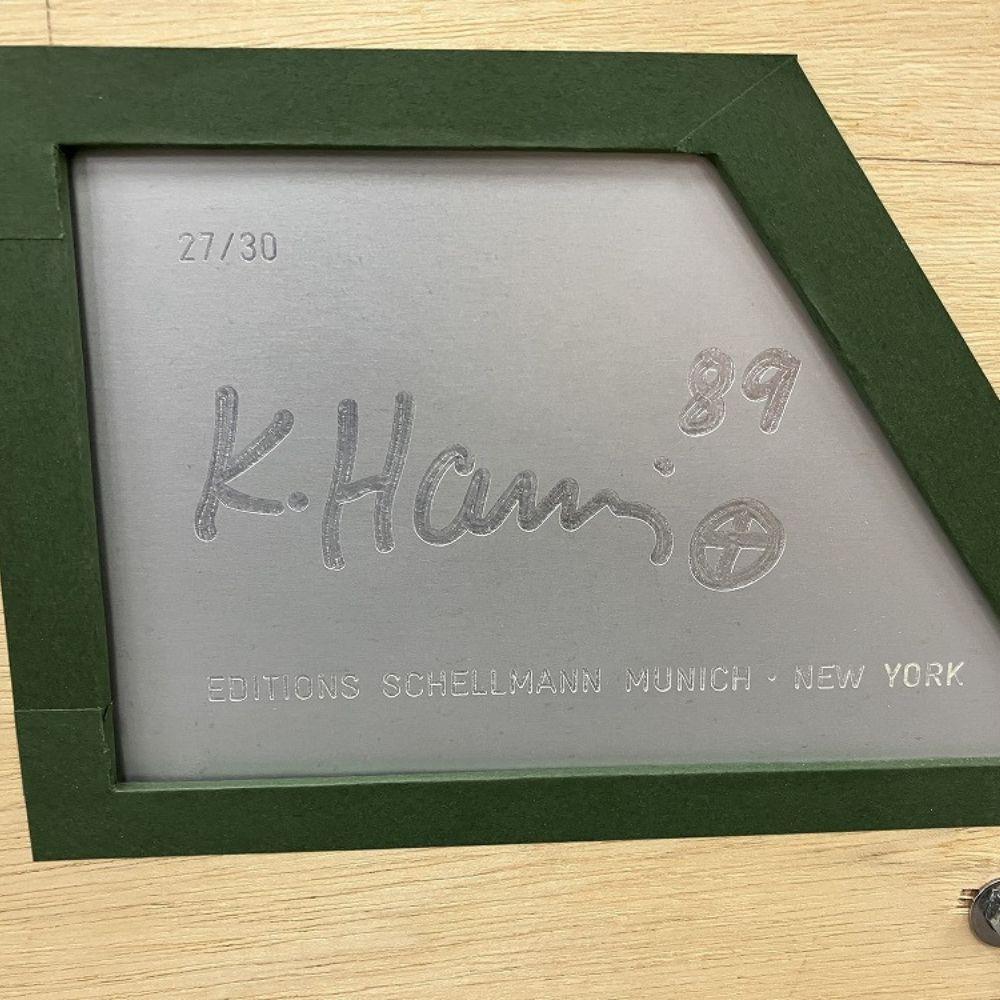 27/30
89
K. Haring
EDITIONS SCHELLMANN MUNICH · NEW YORK